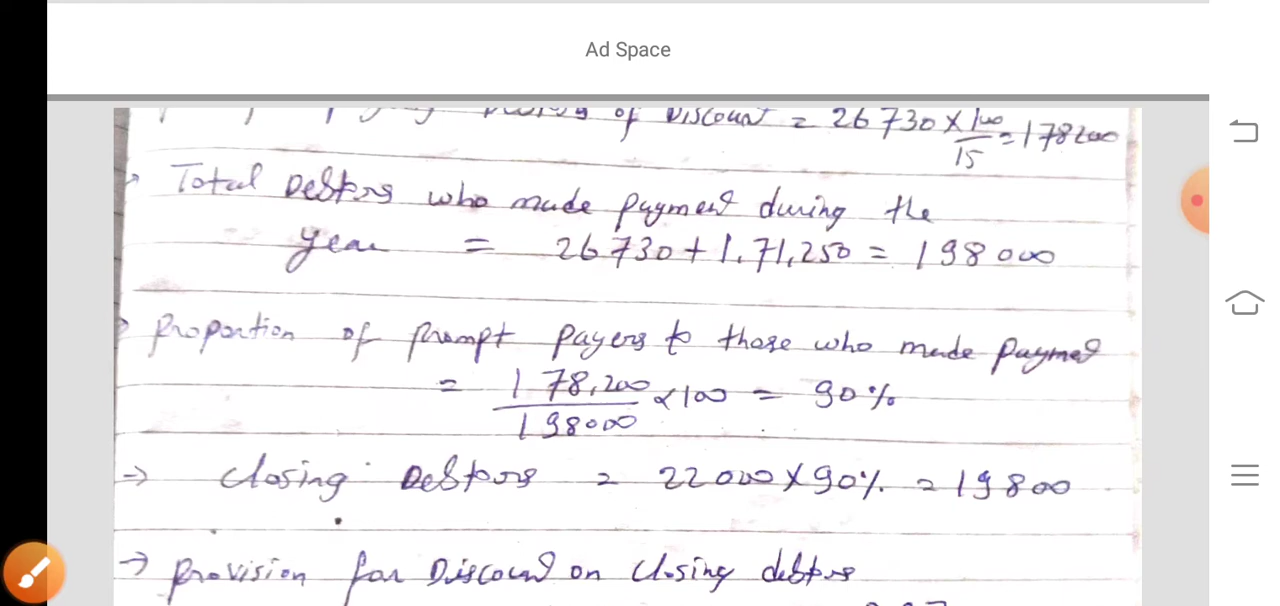 Ad Space
of Discount = 26730 × 100/15 = 178200
Total Debtors who made payment during the
year = 26730 + 1,71,250 = 198000
Proportion of Prompt payers to those who made payment
= 178,200/198000 × 100 = 90%
⇒ Closing Debtors = 22000 × 90% = 19800
→ Provision for Discount on closing debtors